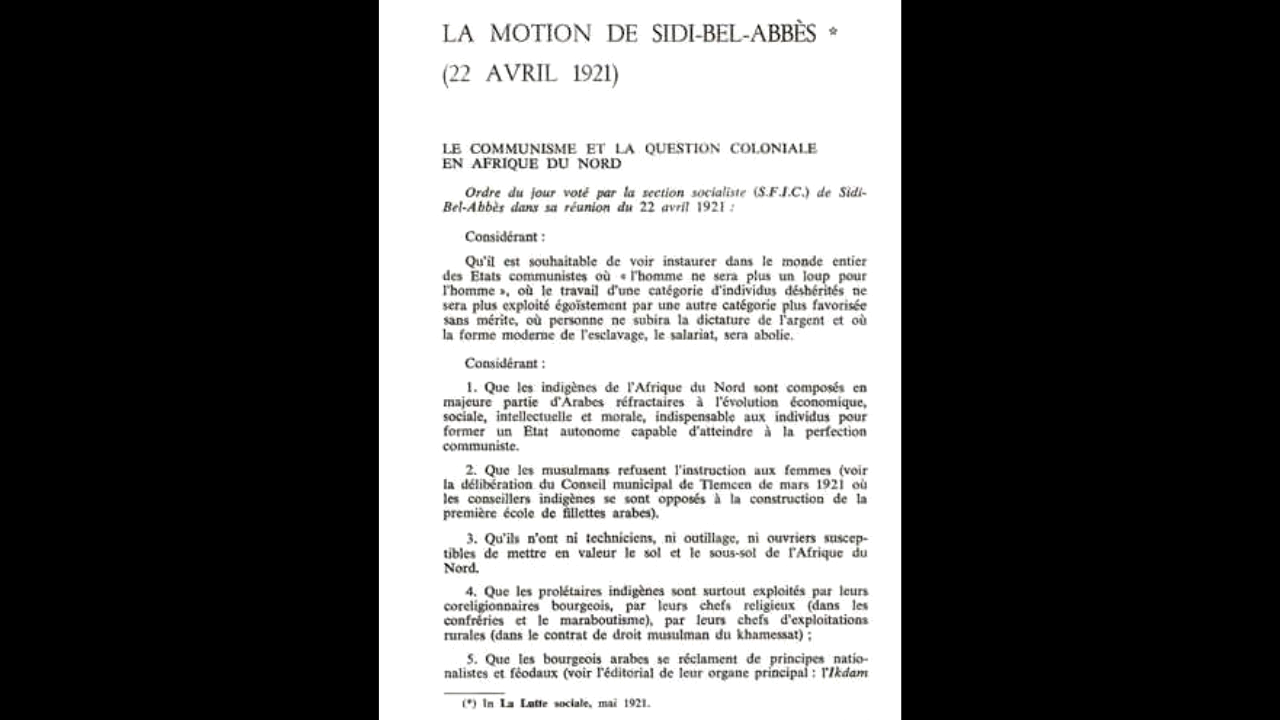 LA MOTION DE SIDI-BEL-ABBÈS *
(22 AVRIL 1921)
LE COMMUNISME ET LA QUESTION COLONIALE
EN AFRIQUE DU NORD
Ordre du jour voté par la section socialiste (S.F.I.C.) de Sidi-
Bel-Abbès dans sa réunion du 22 avril 1921 :
Considérant :
Qu'il est souhaitable de voir instaurer dans le monde entier
des Etats communistes où « l'homme ne sera plus un loup pour
l'homme », où le travail d'une catégorie d'individus déshérités ne
sera plus exploité égoïstement par une autre catégorie plus favorisée
sans mérite, où personne ne subira la dictature de l'argent et où
la forme moderne de l'esclavage, le salariat, sera abolie.
Considérant :
1. Que les indigènes de l'Afrique du Nord sont composés en
majeure partie d'Arabes réfractaires à l'évolution économique,
sociale, intellectuelle et morale, indispensable aux individus pour
former un Etat autonome capable d'atteindre à la perfection
communiste.
2. Que les musulmans refusent l'instruction aux femmes (voir
la délibération du Conseil municipal de Tlemcen de mars 1921 où
les conseillers indigènes se sont opposés à la construction de la
première école de fillettes arabes).
3. Qu'ils n'ont ni techniciens, ni outillage, ni ouvriers suscep-
tibles de mettre en valeur le sol et le sous-sol de l'Afrique du
Nord.
4. Que les prolétaires indigènes sont surtout exploités par leurs
coreligionnaires bourgeois, par leurs chefs religieux (dans les
confréries et le maraboutisme), par leurs chefs d'exploitations
rurales (dans le contrat de droit musulman du khamessat) ;
5. Que les bourgeois arabes se réclament de principes natio-
nalistes et féodaux (voir l'éditorial de leur organe principal : l'Ikdam
(*) In La Lutte sociale, mai 1921.